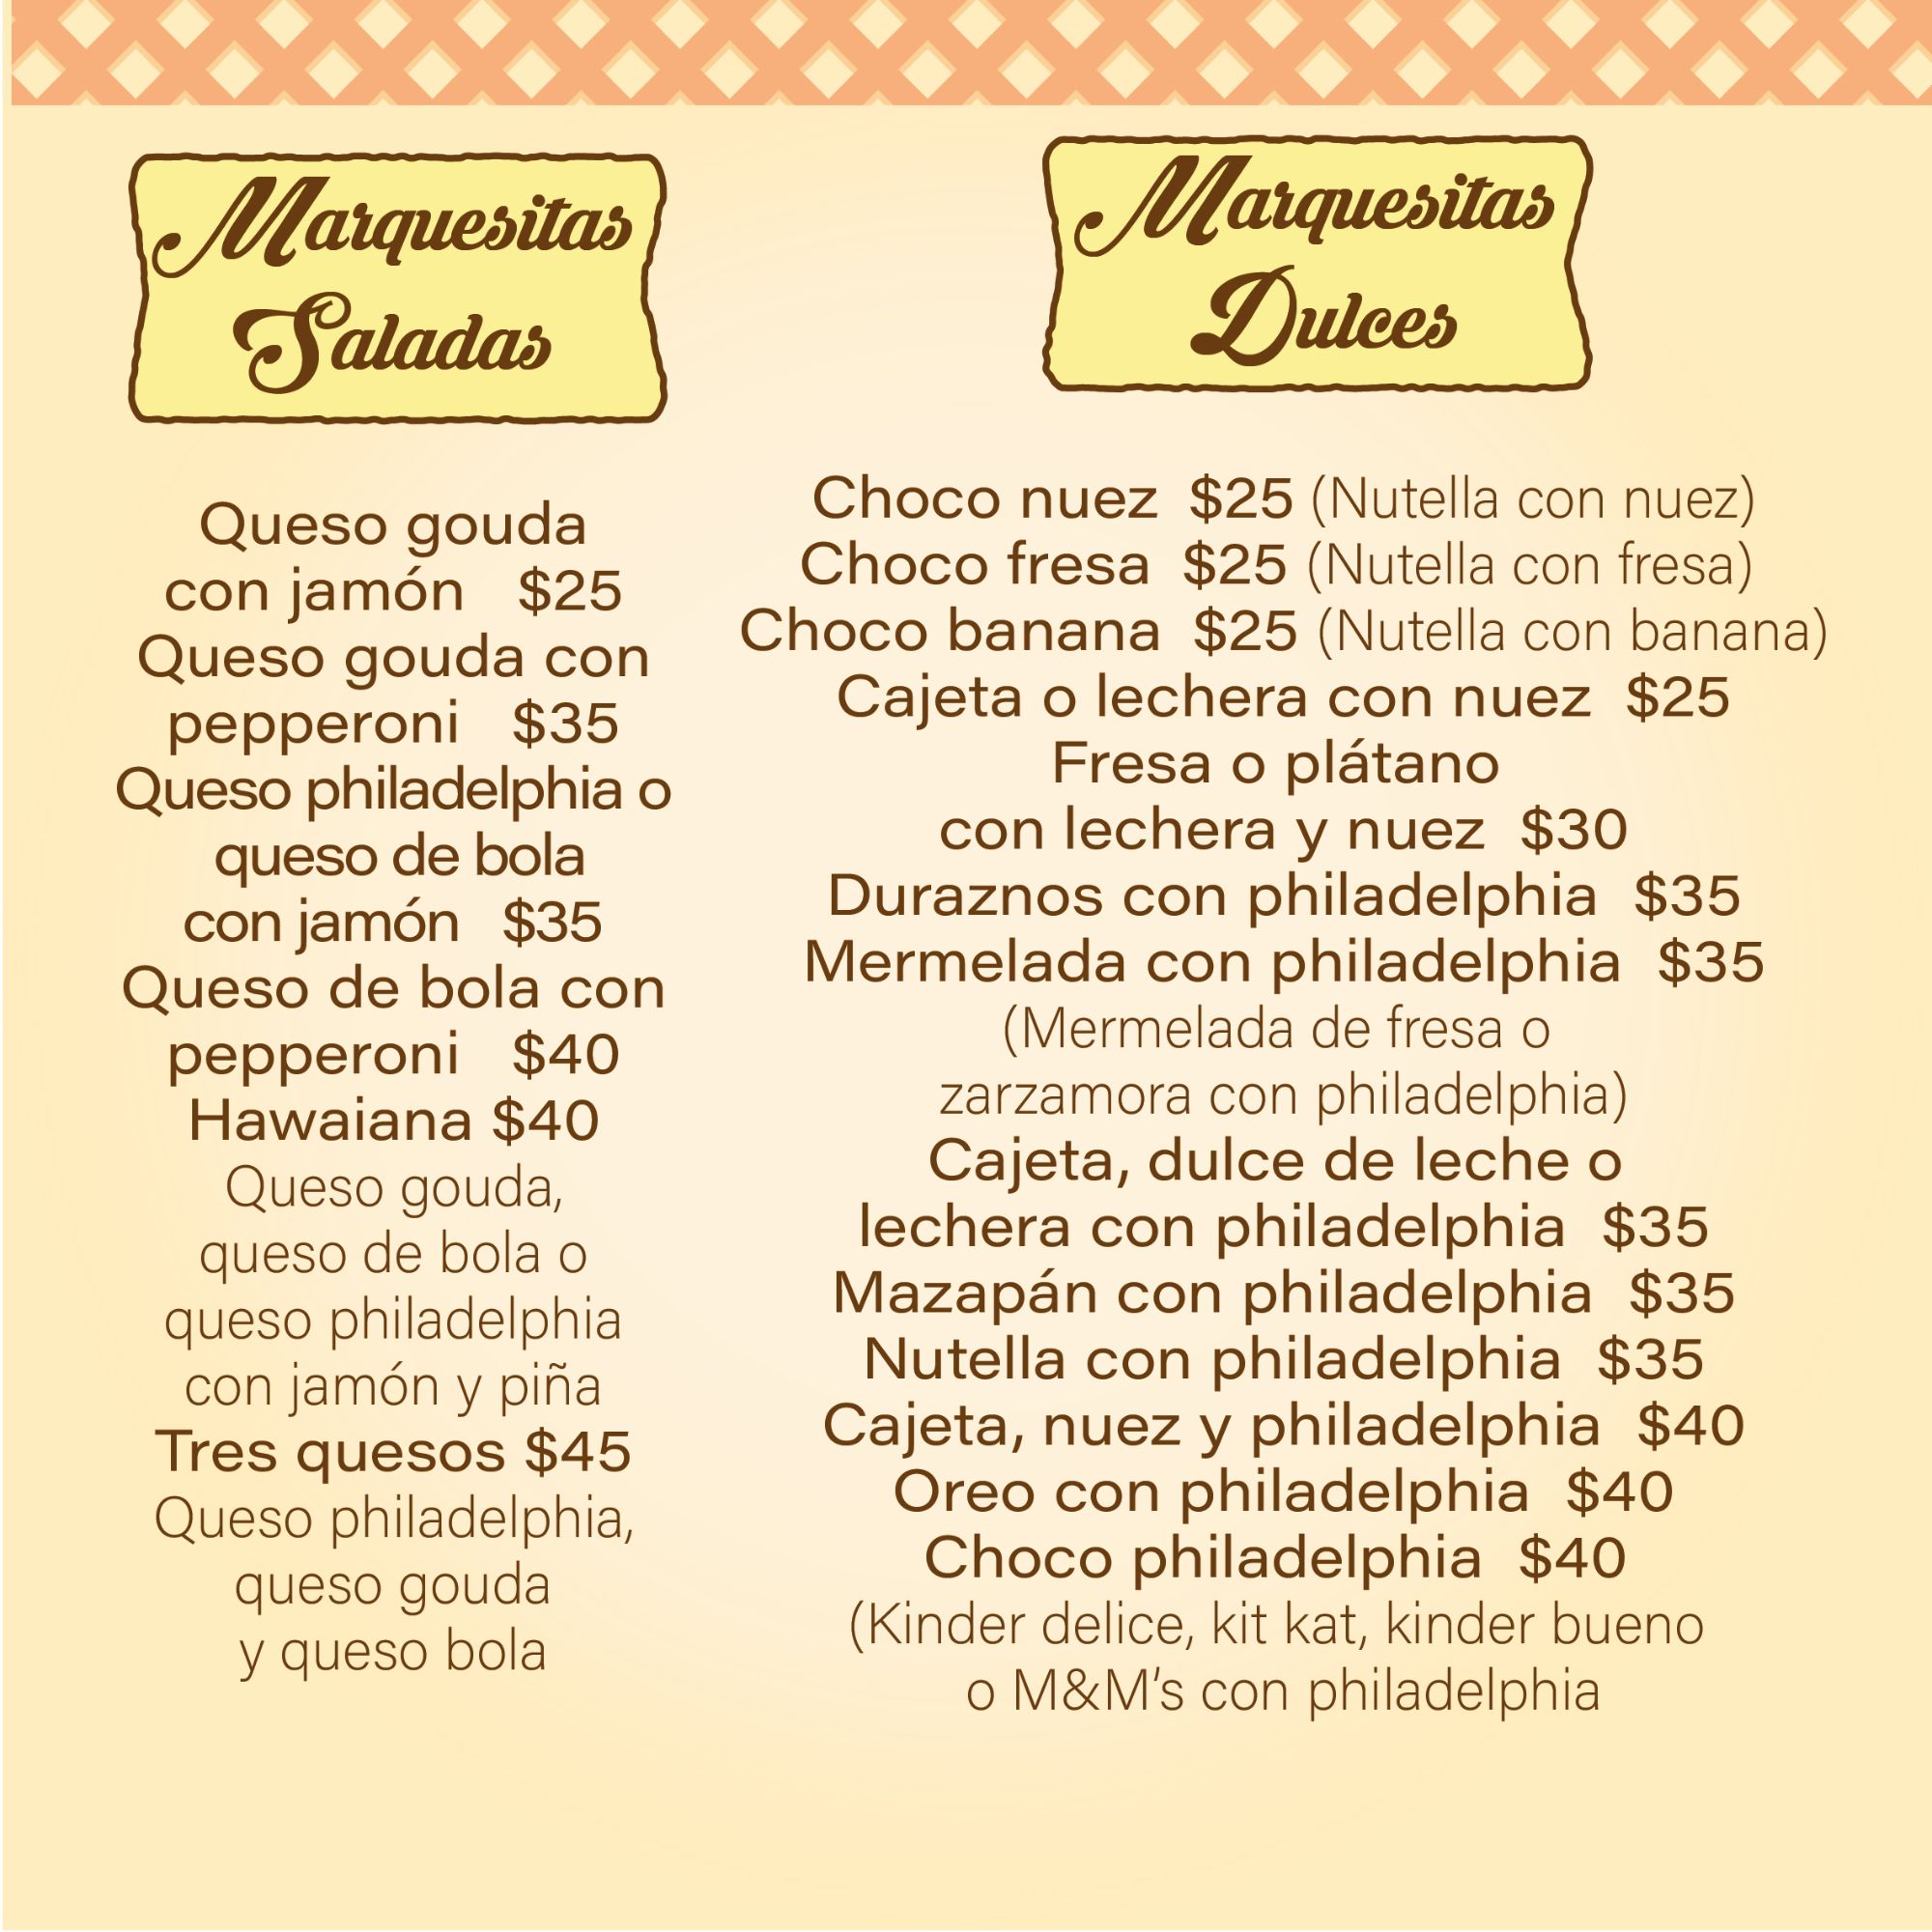 Marquesitas
Saladas
Queso gouda
con jamón $25
Queso gouda con
pepperoni $35
Queso philadelphia o
queso de bola
con jamón $35
Queso de bola con
pepperoni $40
Hawaiana $40
Queso gouda,
queso de bola o
queso philadelphia
con jamón y piña
Tres quesos $45
Queso philadelphia,
queso gouda
y queso bola
Marquesitas
Dulces
Choco nuez $25 (Nutella con nuez)
Choco fresa $25 (Nutella con fresa)
Choco banana $25 (Nutella con banana)
Cajeta o lechera con nuez $25
Fresa o plátano
con lechera y nuez $30
Duraznos con philadelphia $35
Mermelada con philadelphia $35
(Mermelada de fresa o
zarzamora con philadelphia)
Cajeta, dulce de leche o
lechera con philadelphia $35
Mazapán con philadelphia $35
Nutella con philadelphia $35
Cajeta, nuez y philadelphia $40
Oreo con philadelphia $40
Choco philadelphia $40
(Kinder delice, kit kat, kinder bueno
o M&M's con philadelphia